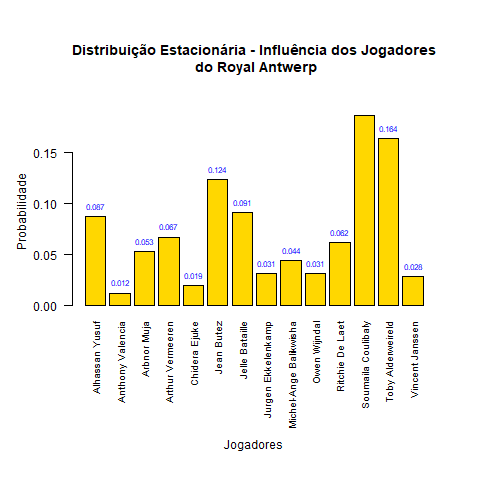 Distribuição Estacionária - Influência dos Jogadores
do Royal Antwerp
Probabilidade
0.15
0.10
0.05
0.00
0.087
0.012
0.053
0.067
0.019
0.124
0.091
0.031
0.044
0.031
0.062
0.164
0.028
Alhassan Yusuf
Anthony Valencia
Arbnor Muja
Arthur Vermeeren
Chidera Ejuke
Jean Butez
Jelle Bataille
Jurgen Ekkelenkamp
Michel-Ange Balikwisha
Owen Wijndal
Ritchie De Laet
Soumaila Coulibaly
Toby Alderweireld
Vincent Janssen
Jogadores